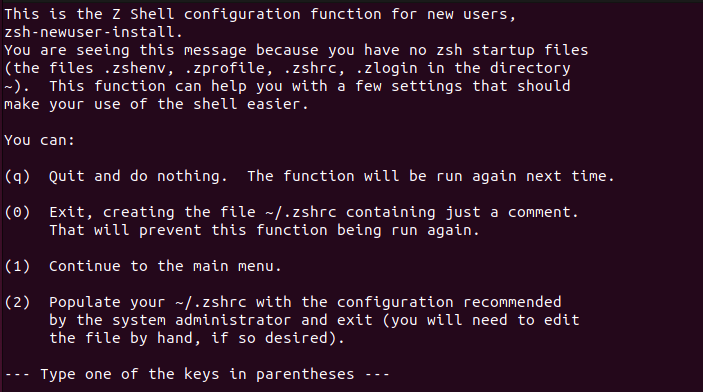 This is the Z Shell configuration function for new users,
zsh-newuser-install.
You are seeing this message because you have no zsh startup files
(the files .zshenv, .zprofile, .zshrc, .zlogin in the directory
~).  This function can help you with a few settings that should
make your use of the shell easier.

You can:

(q)  Quit and do nothing.  The function will be run again next time.

(0)  Exit, creating the file ~/.zshrc containing just a comment.
     That will prevent this function being run again.

(1)  Continue to the main menu.

(2)  Populate your ~/.zshrc with the configuration recommended
     by the system administrator and exit (you will need to edit
     the file by hand, if so desired).

--- Type one of the keys in parentheses ---